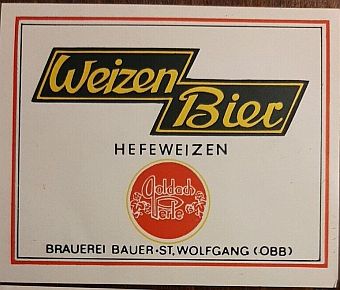 Weizen
Bier
HEFEWEIZEN
Goldach
Perle
BRAUEREI BAUER·ST, WOLFGANG (OBB)